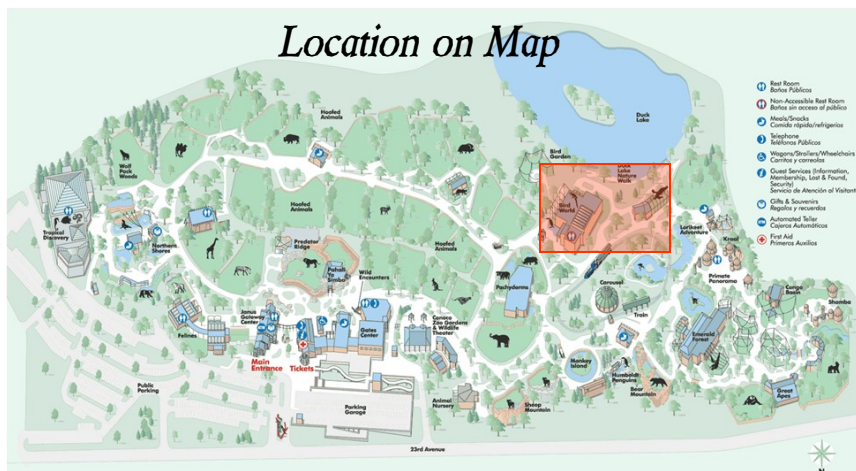 Location on Map
Duck
Lake
Hoofed
Animals
Bird
Garden
Wolf
Pack
Woods
Duck
Lake
Nature
Walk
Bird
World
Tropical
Discovery
Northern
Shores
Hoofed
Animals
Predator
Ridge
Pahali
Ya
Simba
Wild
Encounters
Hoofed
Animals
Pachyderms
Lorikeet
Adventure
Kraal
Primate
Panorama
Congo
Basin
Shamba
Carousel
Train
Emerald
Forest
Felines
Janus
Gateway
Center
Gates
Center
Conoco
Zoo Gardens
& Wildlife
Theater
Main
Entrance
Tickets
Monkey
Island
Humboldt
Penguins
Bear
Mountain
Great
Apes
Public
Parking
Parking
Garage
Animal
Nursery
Sheep
Mountain
23rd Avenue
N
Rest Room
Baños Públicos
Non-Accessible Rest Room
Baños sin acceso al público
Meals/Snacks
Comida rápida/refrigerios
Telephone
Teléfonos Públicos
Wagons/Strollers/Wheelchairs
Carritos y carreolas
Guest Services (Information,
Membership, Lost & Found,
Security)
Servicio de Atención al Visitant
Gifts & Souvenirs
Regalos y recuerdos
Automated Teller
Cajeros Automáticos
First Aid
Primeros Auxilios